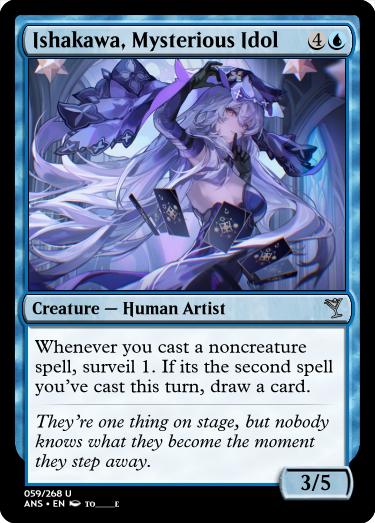 Ishakawa, Mysterious Idol 4
Creature — Human Artist
Whenever you cast a noncreature
spell, surveil 1. If its the second spell
you've cast this turn, draw a card.
They're one thing on stage, but nobody
knows what they become the moment
they step away.
3/5
059/268 U
ANS • EN TO____E